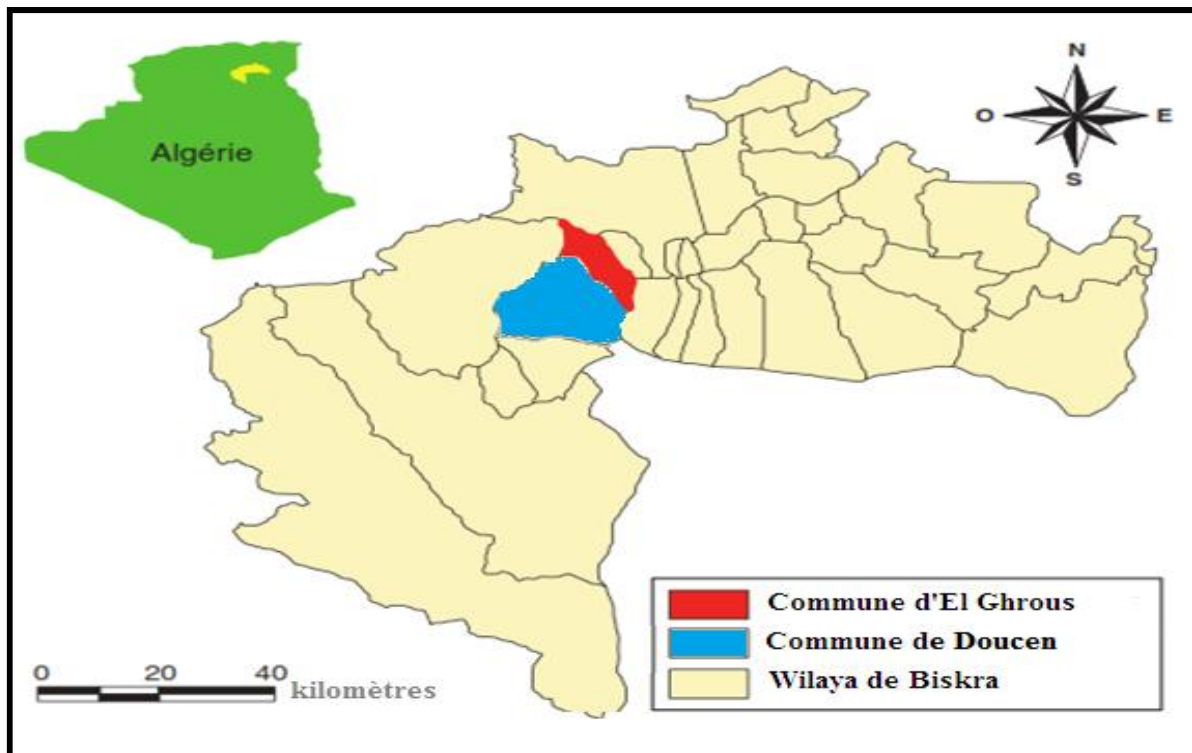 Algérie
N
O
E
S
Commune d'El Ghrous
Commune de Doucen
Wilaya de Biskra
0 20 40
kilomètres